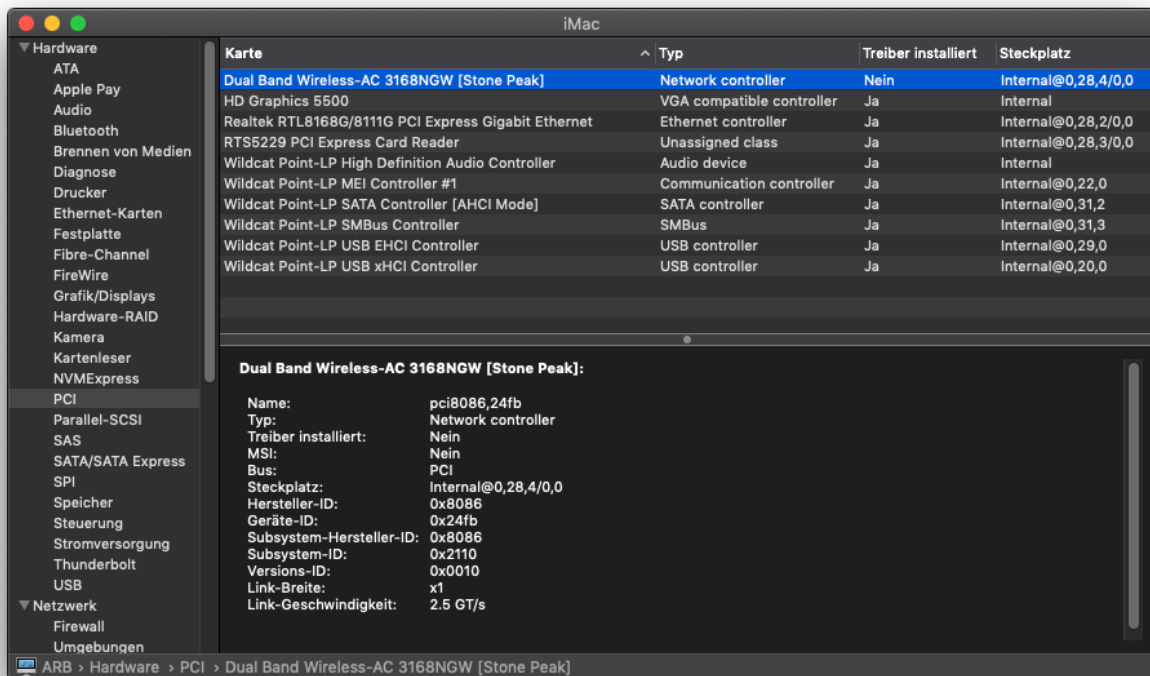 iMac
Hardware
ATA
Apple Pay
Audio
Bluetooth
Brennen von Medien
Diagnose
Drucker
Ethernet-Karten
Festplatte
Fibre-Channel
FireWire
Grafik/Displays
Hardware-RAID
Kamera
Kartenleser
NVMExpress
PCI
Parallel-SCSI
SAS
SATA/SATA Express
SPI
Speicher
Steuerung
Stromversorgung
Thunderbolt
USB
Netzwerk
Firewall
Umgebungen
Karte Typ Treiber installiert Steckplatz
Dual Band Wireless-AC 3168NGW [Stone Peak] Network controller Nein Internal@0,28,4/0,0
HD Graphics 5500 VGA compatible controller Ja Internal
Realtek RTL8168G/8111G PCI Express Gigabit Ethernet Ethernet controller Ja Internal@0,28,2/0,0
RTS5229 PCI Express Card Reader Unassigned class Ja Internal@0,28,3/0,0
Wildcat Point-LP High Definition Audio Controller Audio device Ja Internal
Wildcat Point-LP MEI Controller #1 Communication controller Ja Internal@0,22,0
Wildcat Point-LP SATA Controller [AHCI Mode] SATA controller Ja Internal@0,31,2
Wildcat Point-LP SMBus Controller SMBus Ja Internal@0,31,3
Wildcat Point-LP USB EHCI Controller USB controller Ja Internal@0,29,0
Wildcat Point-LP USB xHCI Controller USB controller Ja Internal@0,20,0
Dual Band Wireless-AC 3168NGW [Stone Peak]:
Name: pci8086,24fb
Typ: Network controller
Treiber installiert: Nein
MSI: Nein
Bus: PCI
Steckplatz: Internal@0,28,4/0,0
Hersteller-ID: 0x8086
Geräte-ID: 0x24fb
Subsystem-Hersteller-ID: 0x8086
Subsystem-ID: 0x2110
Versions-ID: 0x0010
Link-Breite: x1
Link-Geschwindigkeit: 2.5 GT/s
ARB › Hardware › PCI › Dual Band Wireless-AC 3168NGW [Stone Peak]